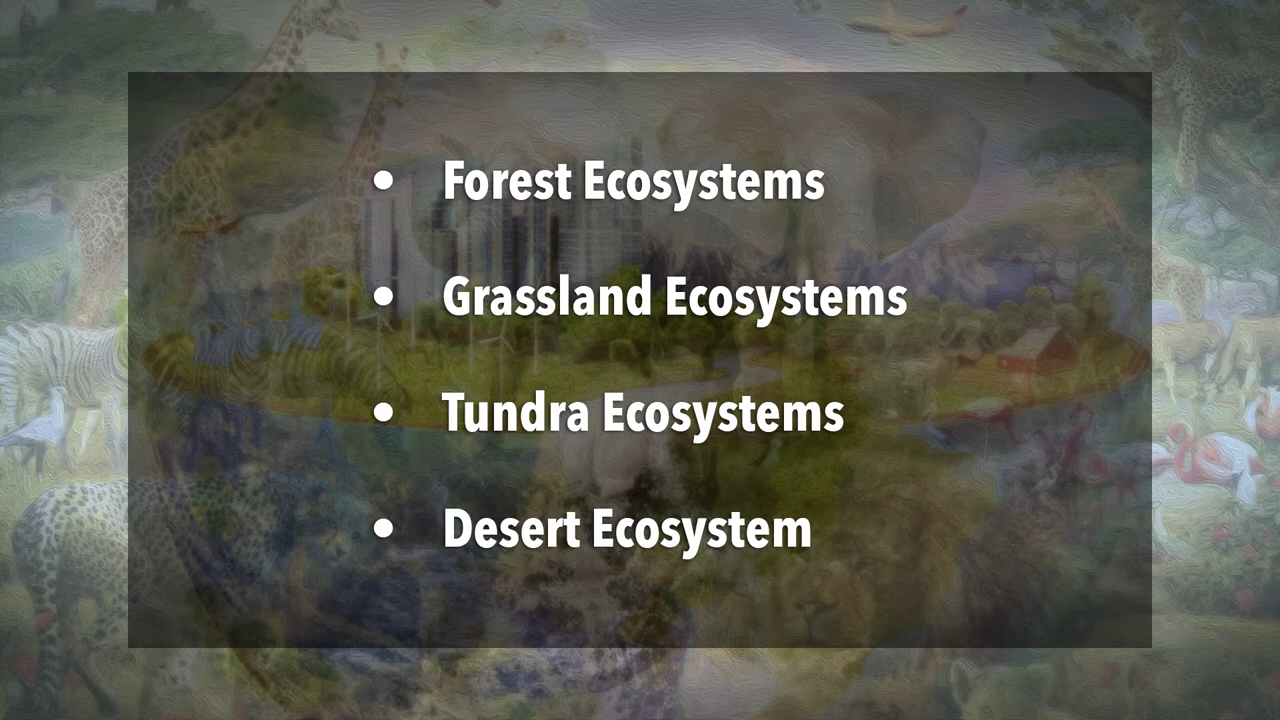 • Forest Ecosystems
• Grassland Ecosystems
• Tundra Ecosystems
• Desert Ecosystem